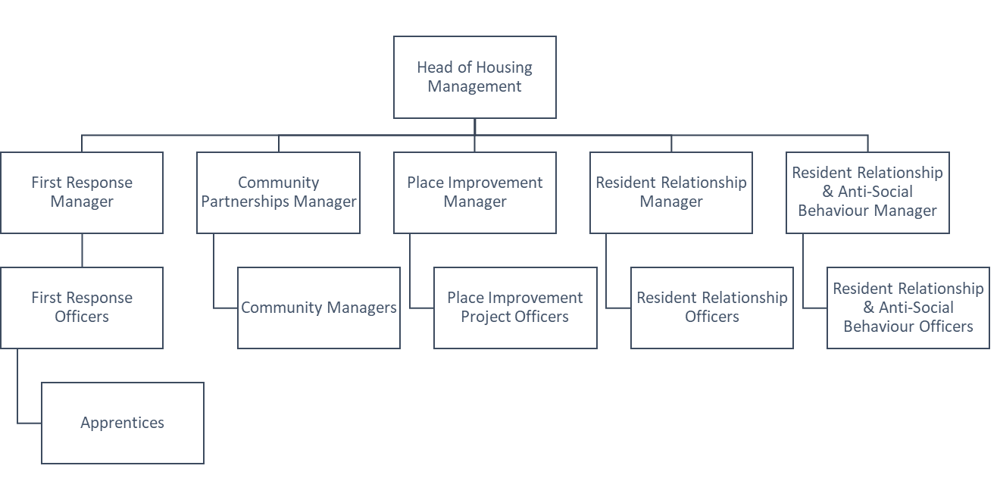 Head of Housing
Management
First Response
Manager
Community
Partnerships Manager
Place Improvement
Manager
Resident Relationship
Manager
Resident Relationship
& Anti-Social
Behaviour Manager
First Response
Officers
Community Managers
Place Improvement
Project Officers
Resident Relationship
Officers
Resident Relationship
& Anti-Social
Behaviour Officers
Apprentices